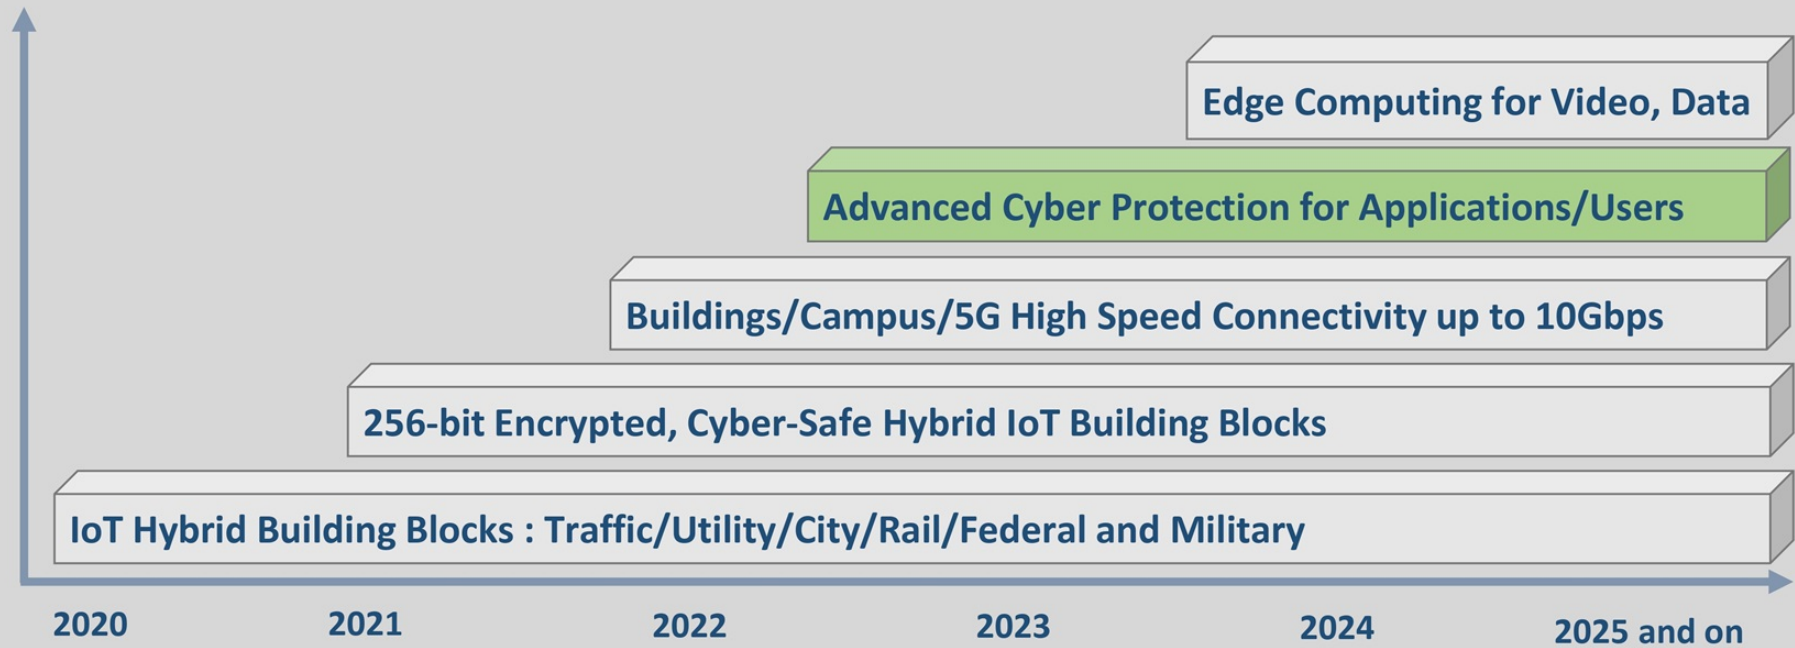 Edge Computing for Video, Data
Advanced Cyber Protection for Applications/Users
Buildings/Campus/5G High Speed Connectivity up to 10Gbps
256-bit Encrypted, Cyber-Safe Hybrid IoT Building Blocks
IoT Hybrid Building Blocks : Traffic/Utility/City/Rail/Federal and Military
2020 2021 2022 2023 2024 2025 and on